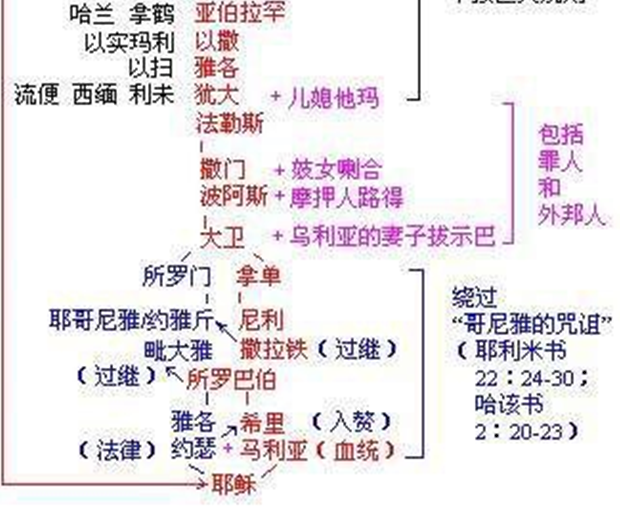 哈兰 拿鹤 亚伯拉罕
以实玛利 以撒
以扫 雅各
流便 西缅 利未 犹大 + 儿媳他玛
法勒斯
撒门 + 妓女喇合
波阿斯 + 摩押人路得
大卫 + 乌利亚的妻子拔示巴
包括
罪人
和
外邦人
所罗门 拿单
耶哥尼雅/约雅斤 尼利
毗大雅 撒拉铁（过继）
（过继） 所罗巴伯
雅各 希里 （入赘）
（法律） 约瑟 + 马利亚（血统）
耶稣
绕过
“哥尼雅的咒诅”
（耶利米书
22：24-30；
哈该书
2：20-23）